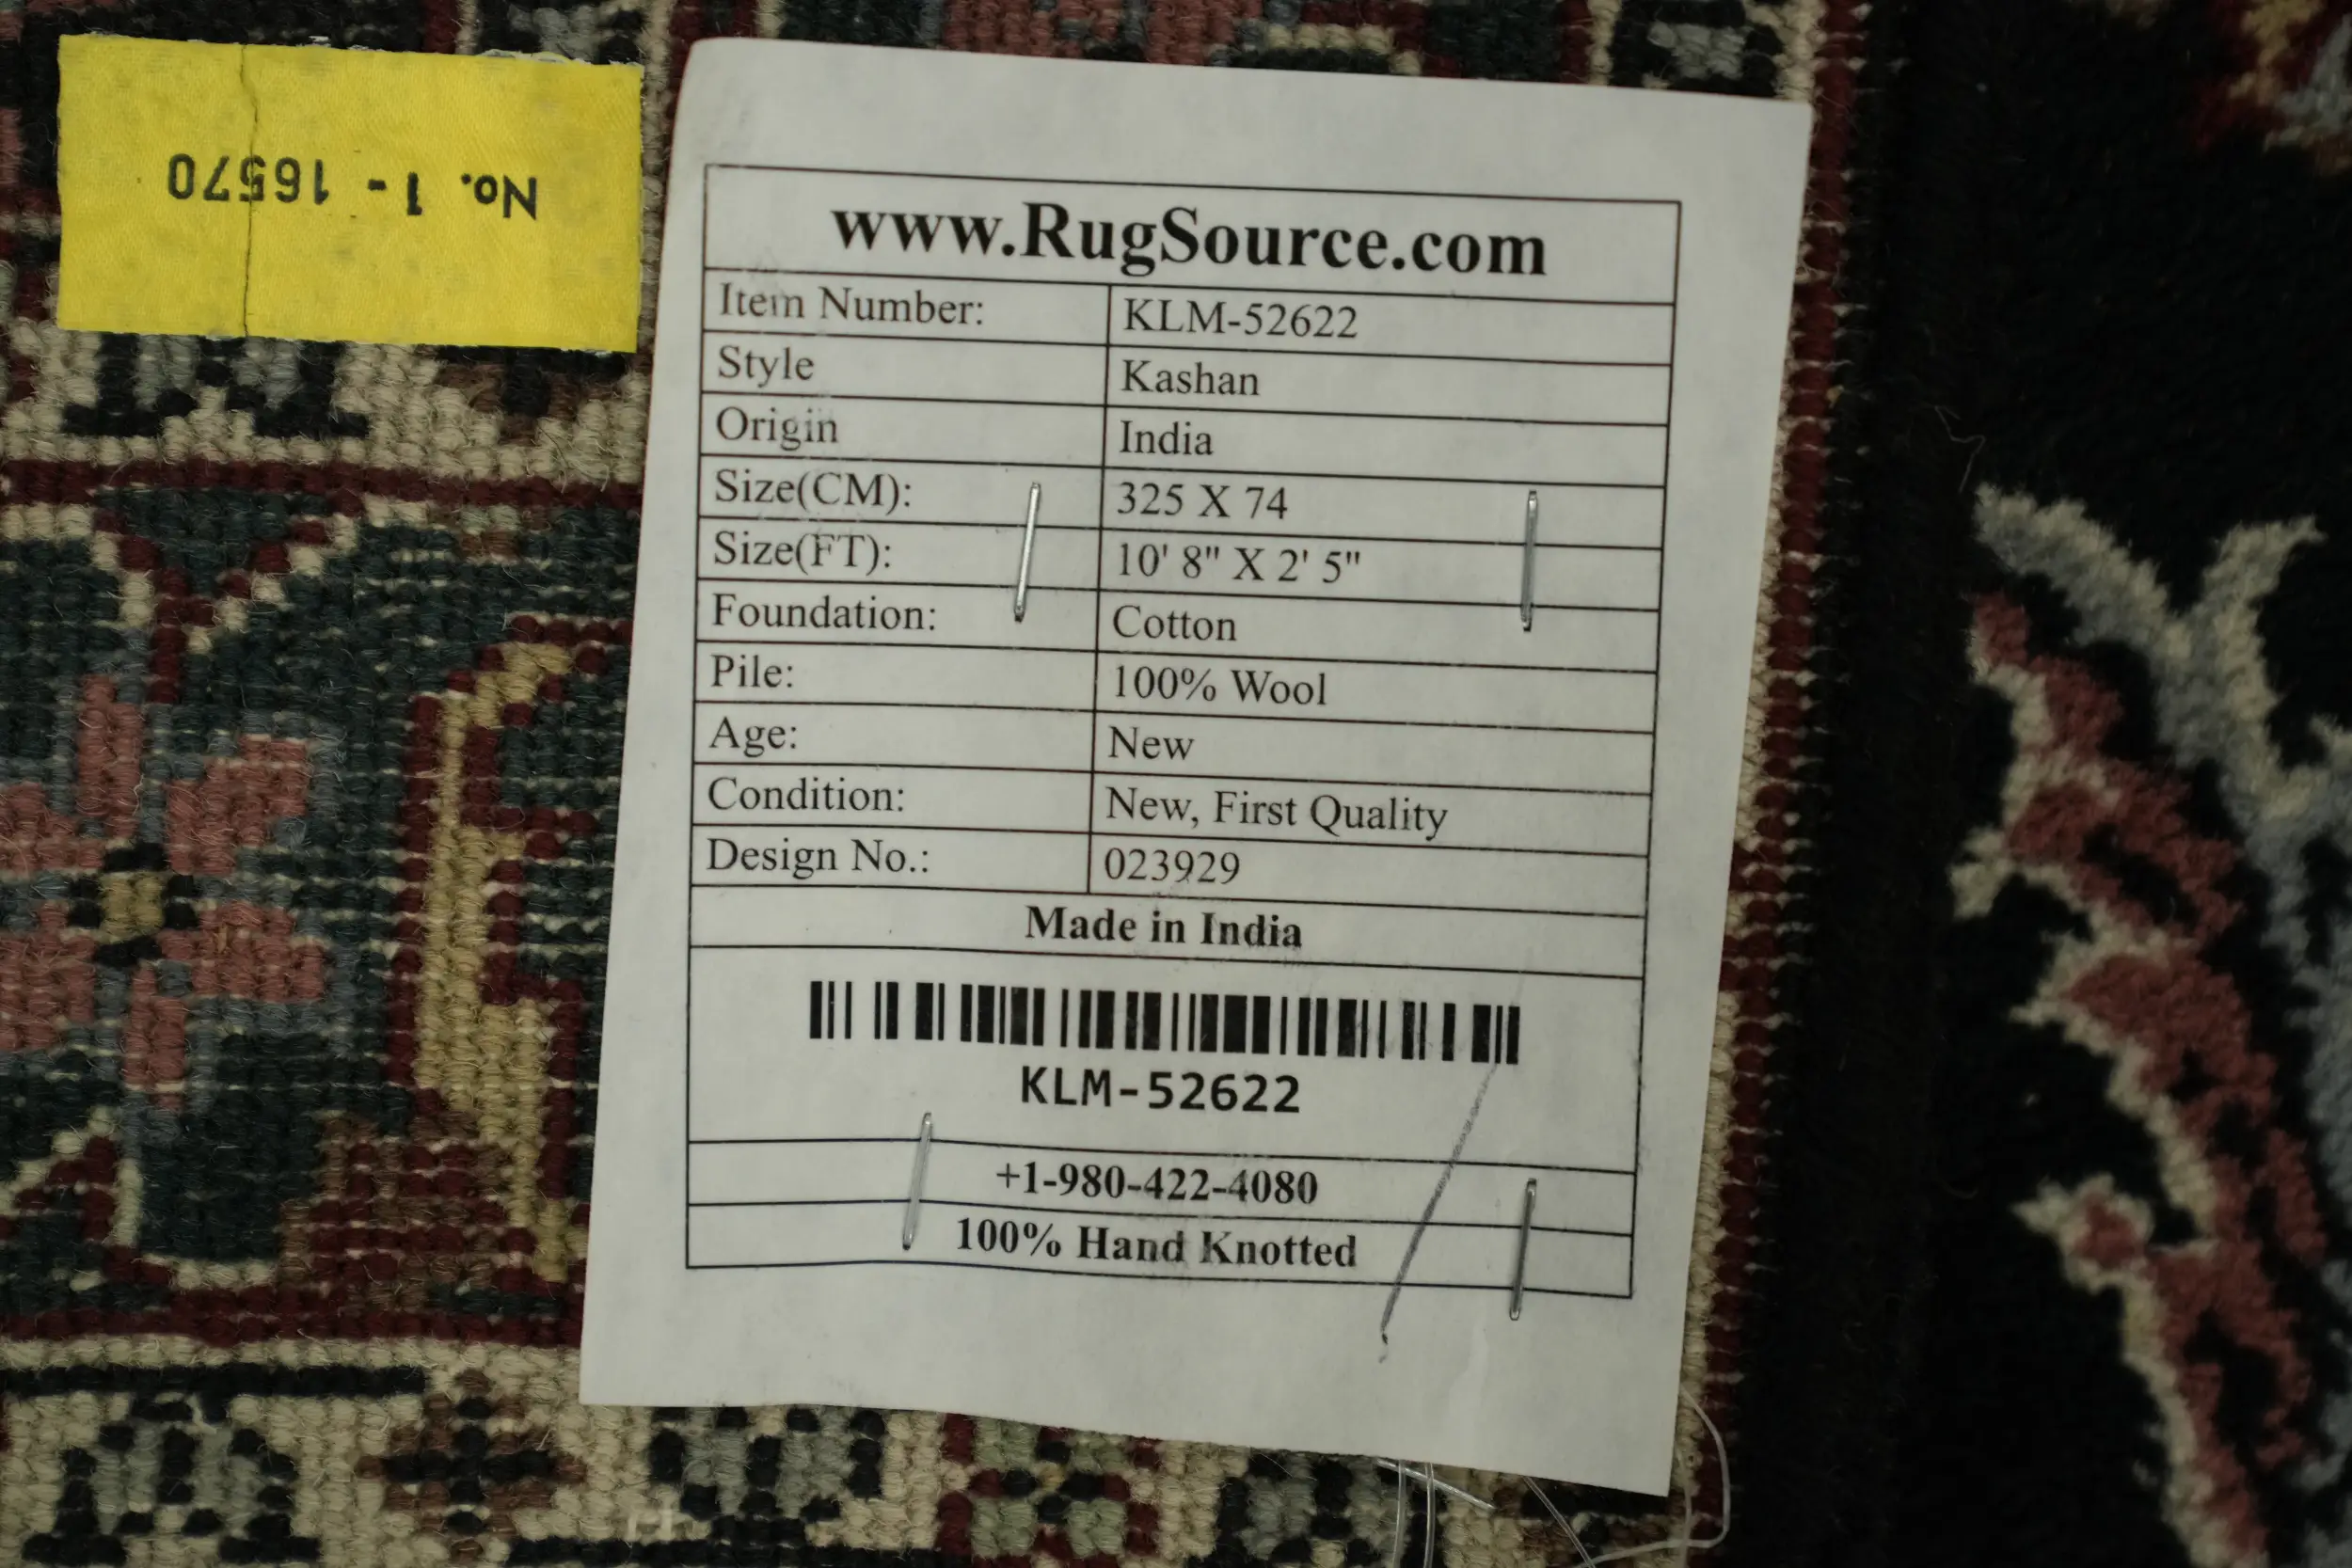 No. 1 - 16570
www.RugSource.com
Item Number: KLM-52622
Style Kashan
Origin India
Size(CM): 325 X 74
Size(FT): 10' 8" X 2' 5"
Foundation: Cotton
Pile: 100% Wool
Age: New
Condition: New, First Quality
Design No.: 023929
Made in India
KLM-52622
+1-980-422-4080
100% Hand Knotted